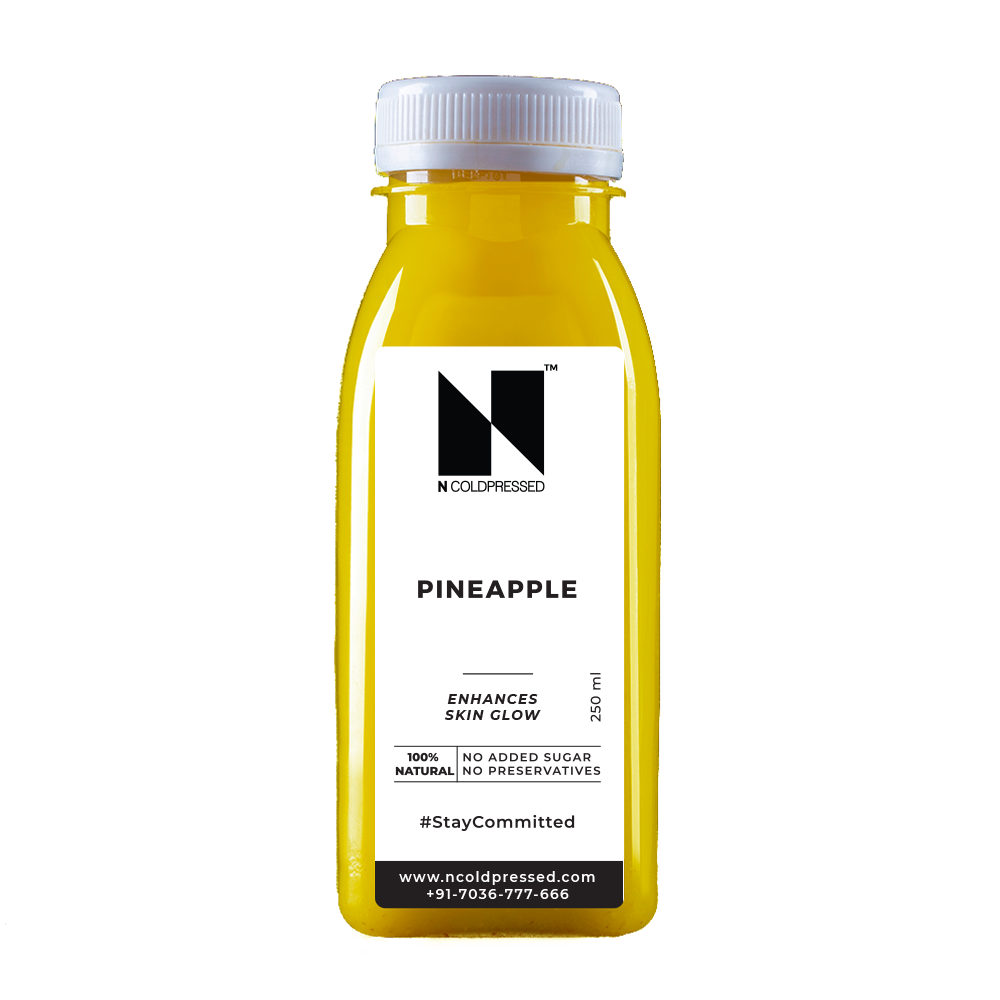 TM
N COLDPRESSED
PINEAPPLE
ENHANCES
SKIN GLOW
250 ml
100%
NATURAL
NO ADDED SUGAR
NO PRESERVATIVES
#StayCommitted
www.ncoldpressed.com
+91-7036-777-666